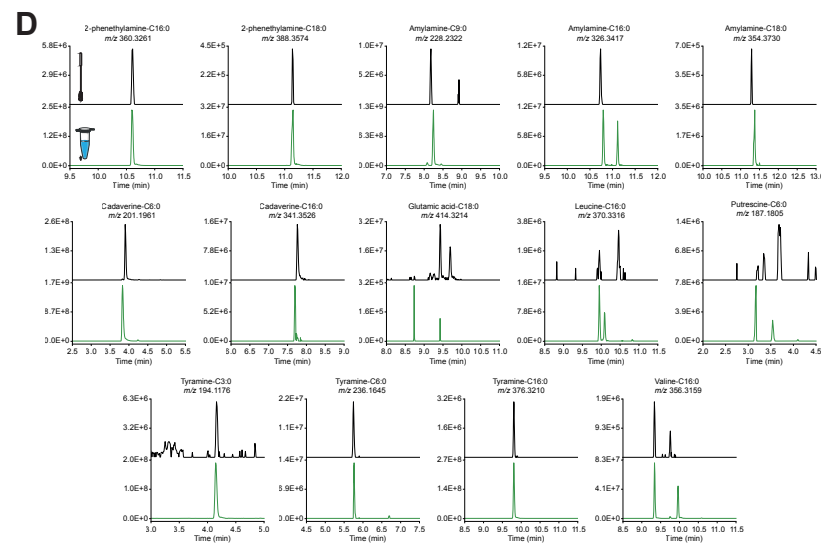 D
2-phenethylamine-C16:0
m/z 360.3261
5.8E+6
2.9E+6
2.5E+8
1.2E+8
0.0E+0
9.5 10.0 10.5 11.0 11.5
Time (min)
2-phenethylamine-C18:0
m/z 388.3574
4.5E+5
2.2E+5
3.2E+7
1.6E+7
0.0E+0
10.0 10.5 11.0 11.5 12.0
Time (min)
Amylamine-C9:0
m/z 228.2322
1.0E+7
5.2E+6
1.3E+9
6.3E+8
0.0E+0
7.0 7.5 8.0 8.5 9.0 9.5 10.0
Time (min)
Amylamine-C16:0
m/z 326.3417
1.2E+7
5.8E+6
1.2E+7
6.0E+6
0.0E+0
9.5 10.0 10.5 11.0 11.5 12.0
Time (min)
Amylamine-C18:0
m/z 354.3730
7.0E+5
3.5E+5
3.5E+6
1.7E+6
0.0E+0
10.0 10.5 11.0 11.5 12.0 12.5 13.0
Time (min)
Cadaverine-C6:0
m/z 201.1961
2.6E+8
1.3E+8
1.7E+9
8.7E+8
0.0E+0
2.5 3.0 3.5 4.0 4.5 5.0 5.5
Time (min)
Cadaverine-C16:0
m/z 341.3526
1.6E+7
7.8E+6
1.0E+7
5.2E+6
0.0E+0
6.0 6.5 7.0 7.5 8.0 8.5 9.0
Time (min)
Glutamic acid-C18:0
m/z 414.3214
3.2E+7
1.6E+7
3.2E+5
1.6E+5
0.0E+0
8.0 8.5 9.0 9.5 10.0 10.5 11.0
Time (min)
Leucine-C16:0
m/z 370.3316
3.8E+6
1.9E+6
1.6E+8
7.8E+7
0.0E+0
8.5 9.0 9.5 10.0 10.5 11.0 11.5
Time (min)
Putrescine-C6:0
m/z 187.1805
1.4E+6
6.8E+5
7.8E+6
3.9E+6
0.0E+0
2.0 2.5 3.0 3.5 4.0 4.5
Time (min)
Tyramine-C3:0
m/z 194.1176
6.3E+6
3.2E+6
2.0E+8
1.0E+8
0.0E+0
3.0 3.5 4.0 4.5 5.0
Time (min)
Tyramine-C6:0
m/z 236.1645
2.2E+7
1.1E+7
1.4E+7
6.9E+6
0.0E+0
4.5 5.0 5.5 6.0 6.5 7.0 7.5
Time (min)
Tyramine-C16:0
m/z 376.3210
3.2E+6
1.6E+6
2.7E+8
1.4E+8
0.0E+0
8.5 9.0 9.5 10.0 10.5 11.0 11.5
Time (min)
Valine-C16:0
m/z 356.3159
1.9E+6
9.3E+5
8.3E+7
4.1E+7
0.0E+0
8.5 9.0 9.5 10.0 10.5 11.0 11.5
Time (min)